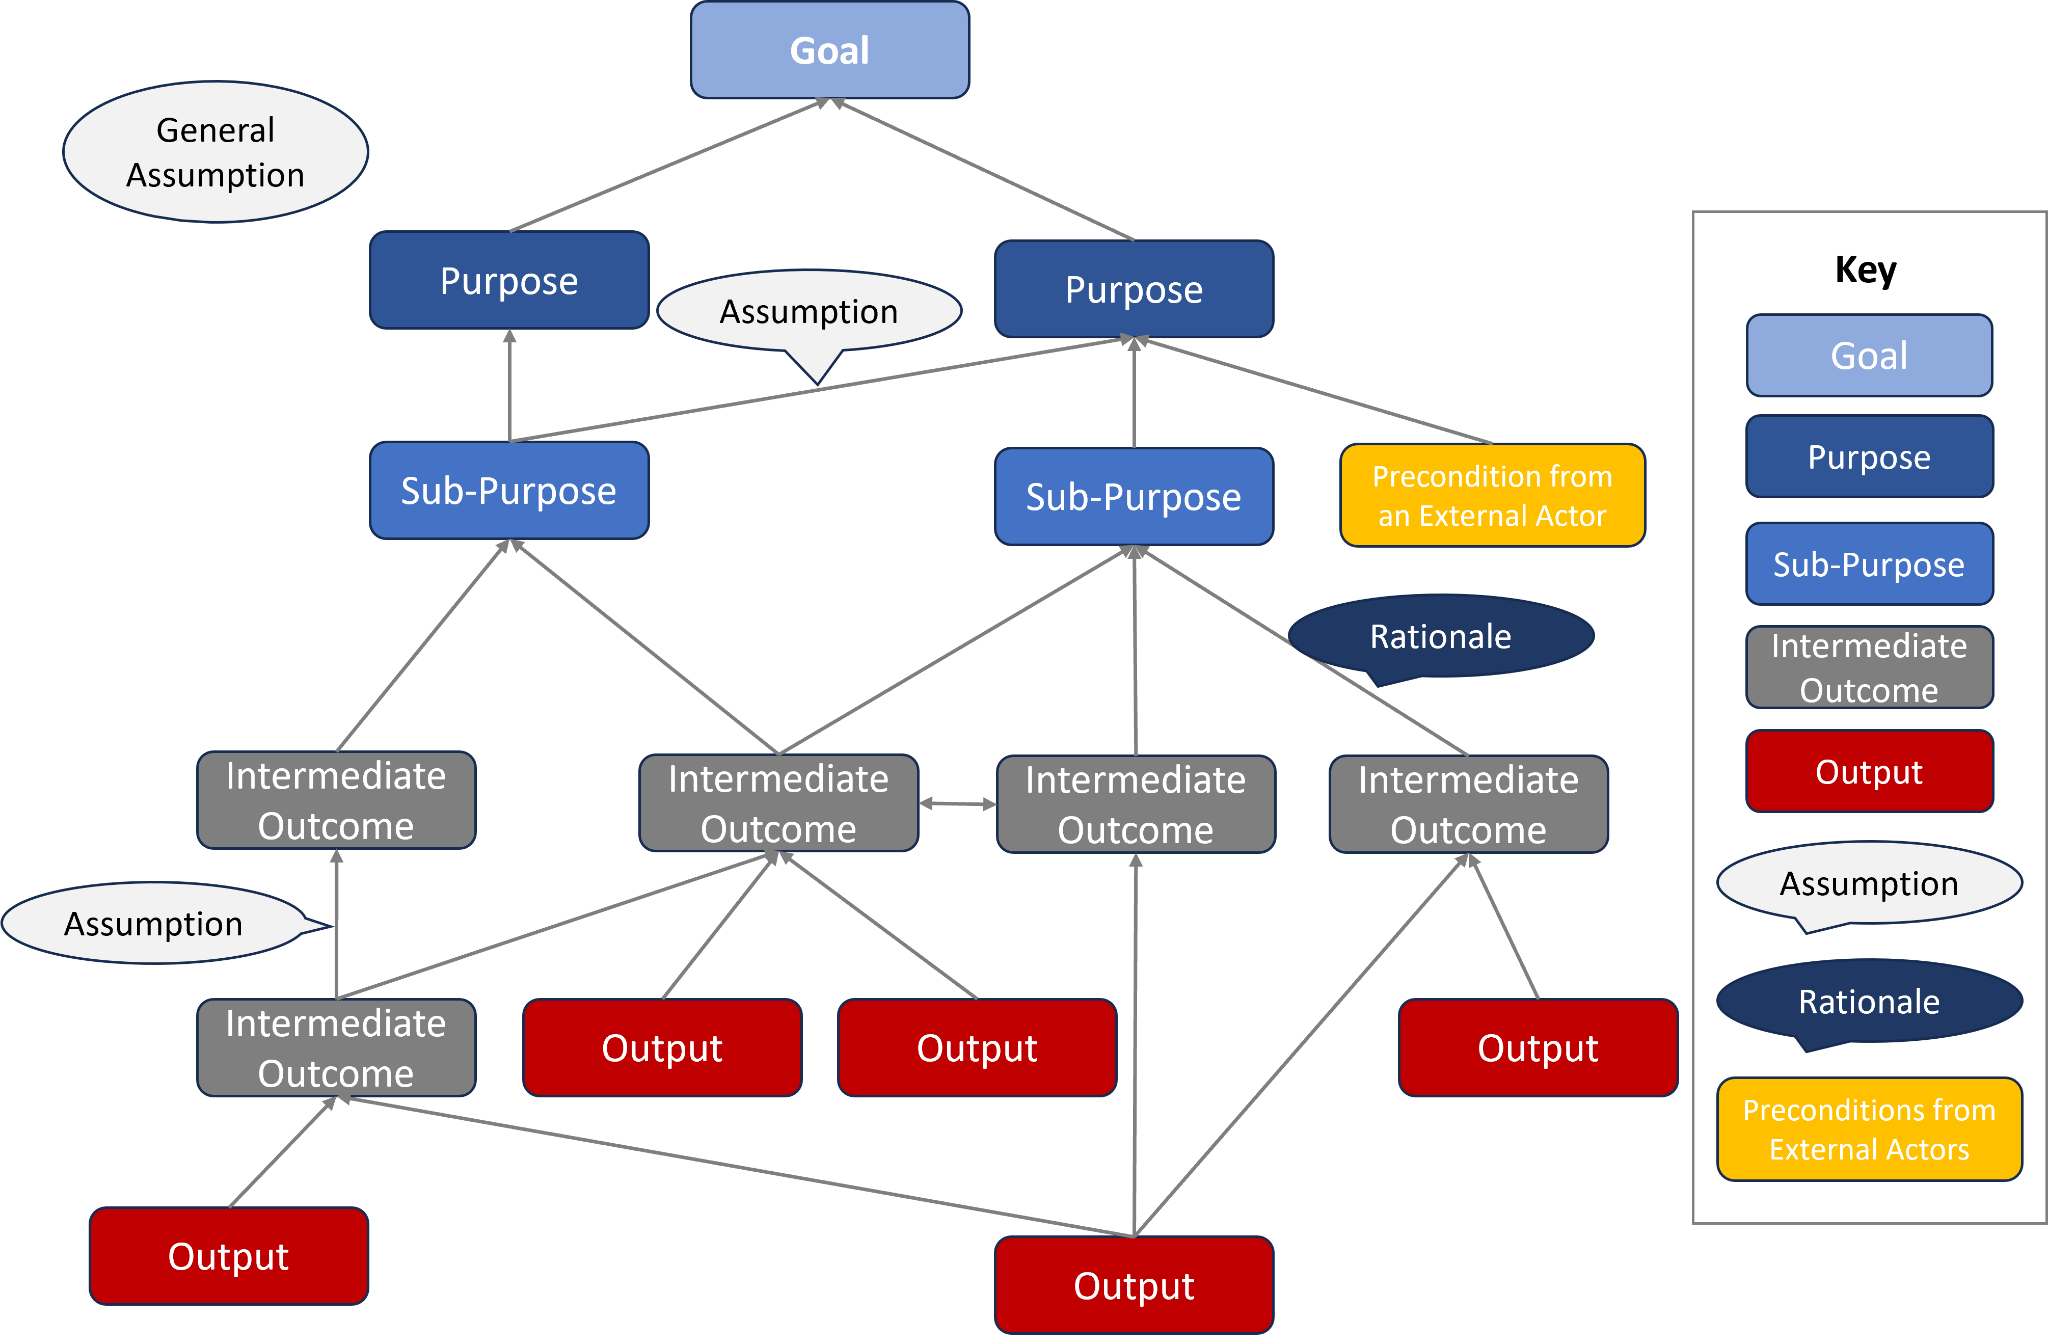 Goal
General
Assumption
Purpose
Assumption
Purpose
Sub-Purpose
Sub-Purpose
Precondition from
an External Actor
Rationale
Intermediate
Outcome
Intermediate
Outcome
Intermediate
Outcome
Intermediate
Outcome
Assumption
Intermediate
Outcome
Output
Output
Output
Output
Output
Key
Goal
Purpose
Sub-Purpose
Intermediate
Outcome
Output
Assumption
Rationale
Preconditions from
External Actors